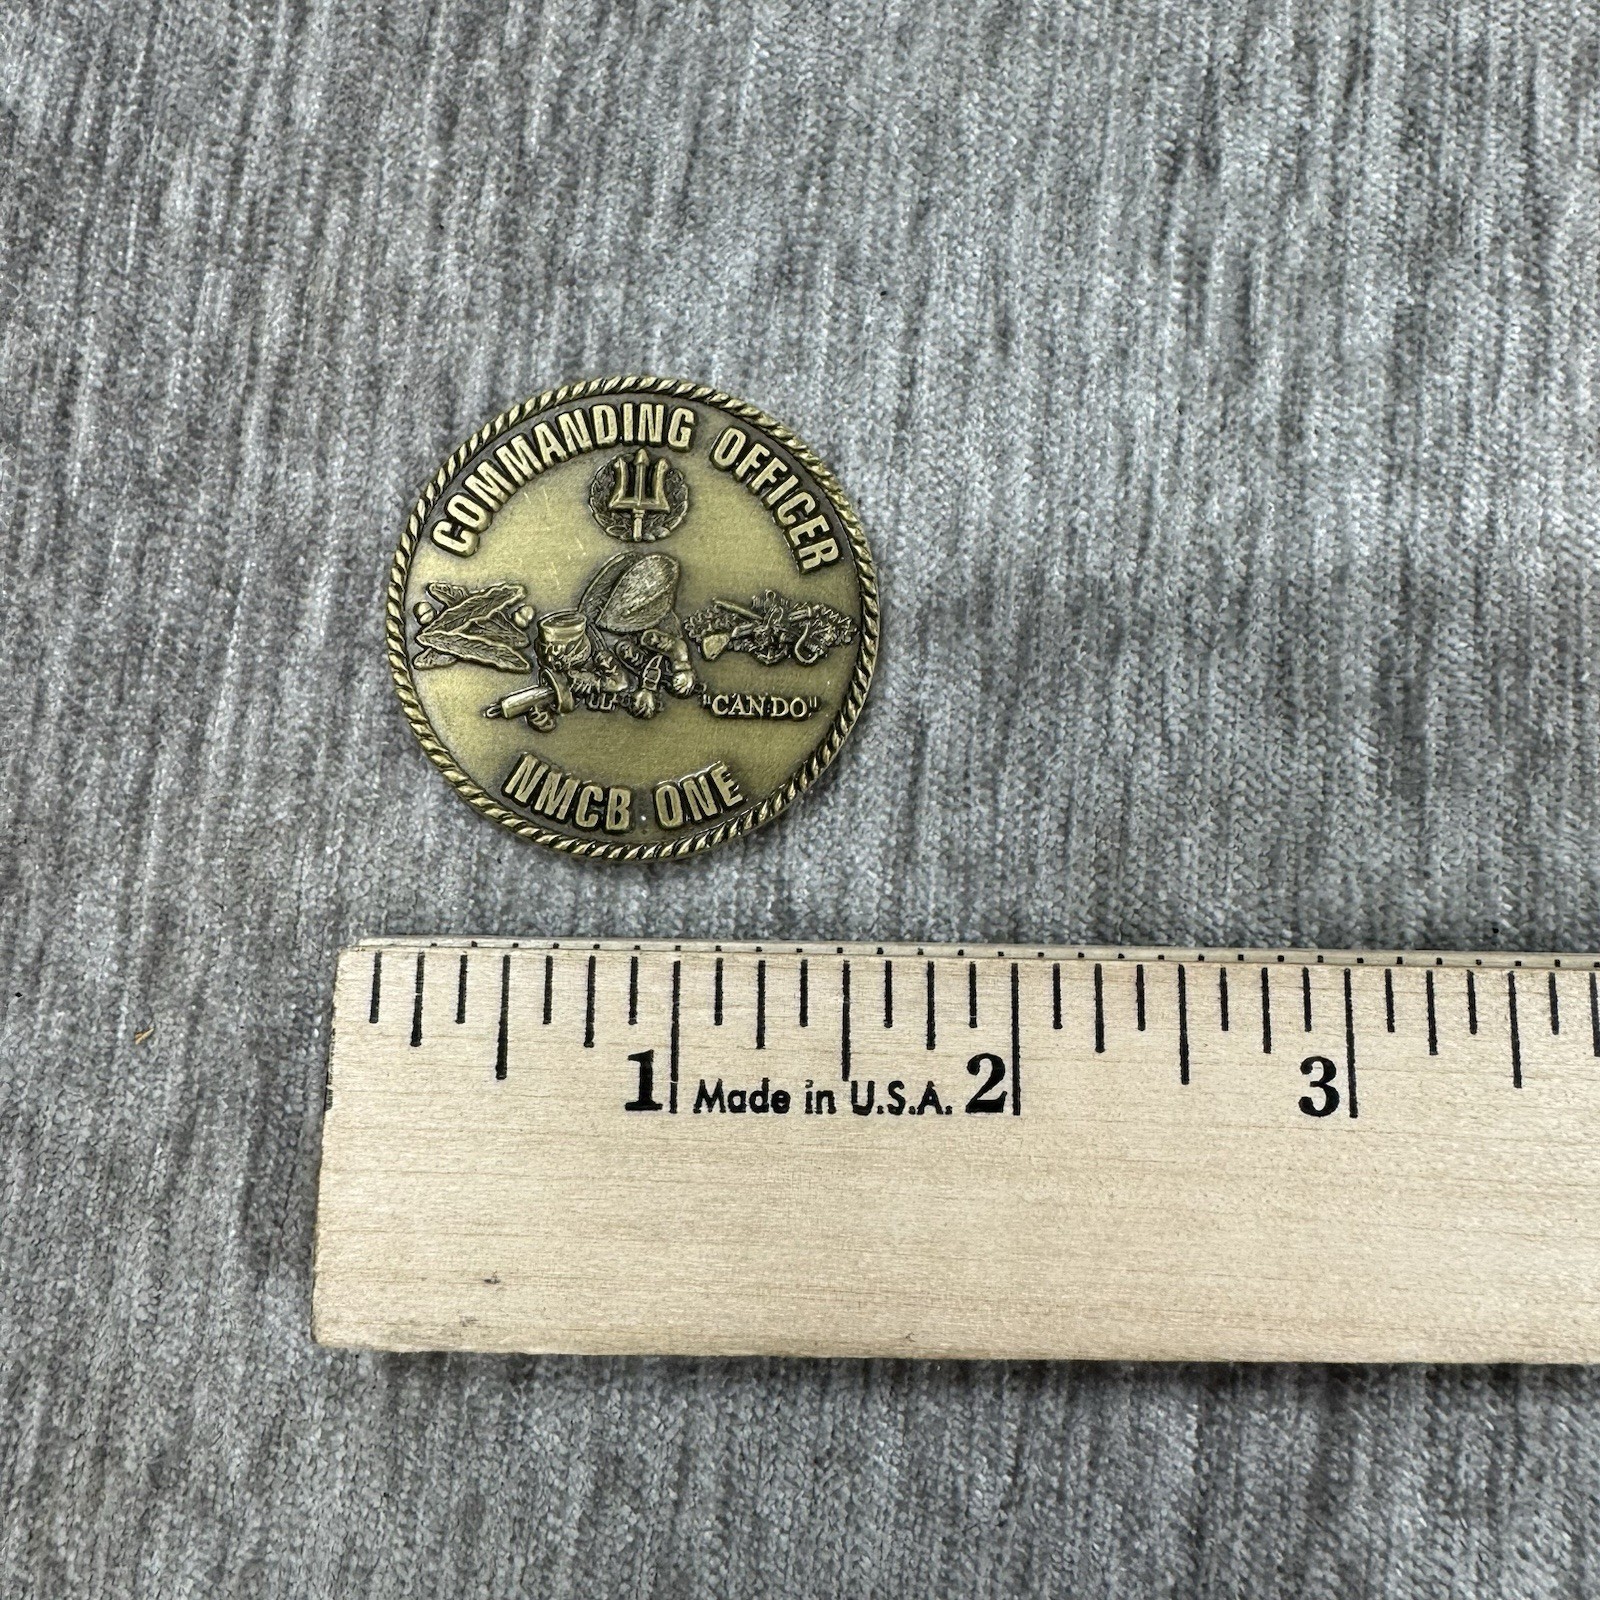 COMMANDING OFFICER
"CAN DO"
NMCB ONE
1 Made in U.S.A. 2 3